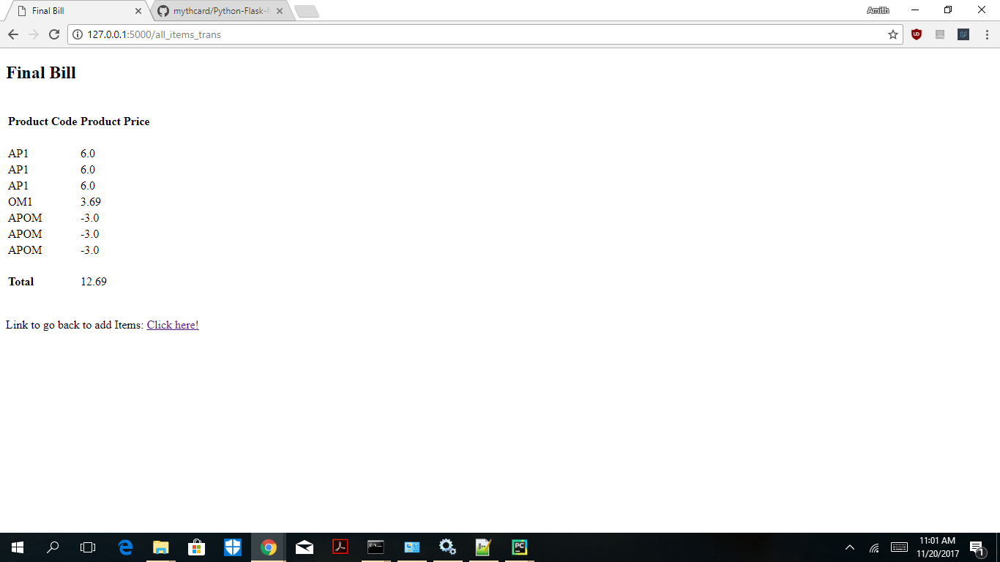 Final Bill
mythcard/Python-Flask-
Amith
127.0.0.1:5000/all_items_trans
Final Bill
Product Code Product Price
AP1 6.0
AP1 6.0
AP1 6.0
OM1 3.69
APOM -3.0
APOM -3.0
APOM -3.0
Total 12.69
Link to go back to add Items: Click here!
11:01 AM
11/20/2017
1